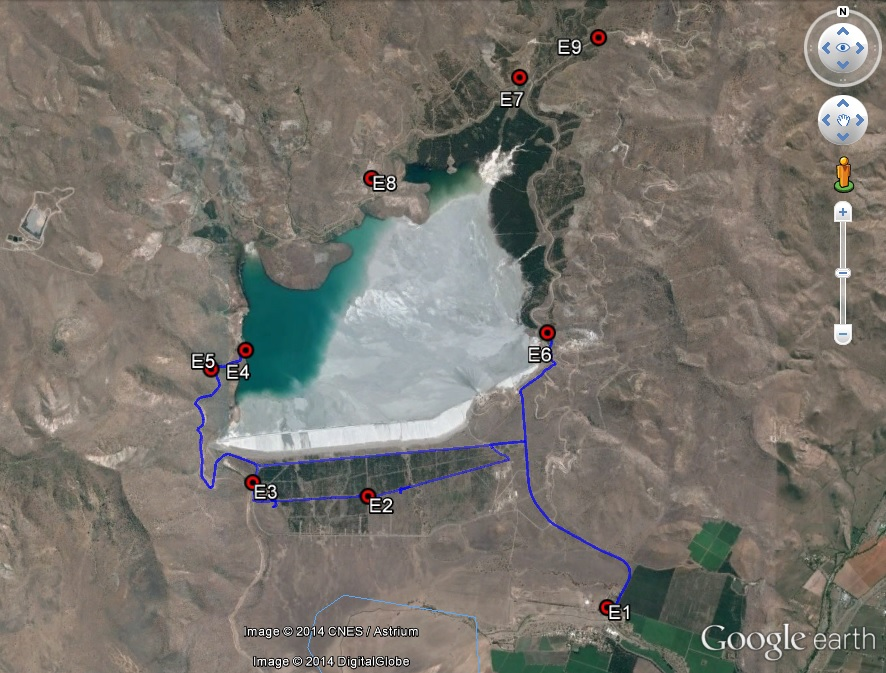 N
E9
E7
E8
E6
E5
E4
E3
E2
E1
Image © 2014 CNES / Astrium
Image © 2014 DigitalGlobe
Google earth